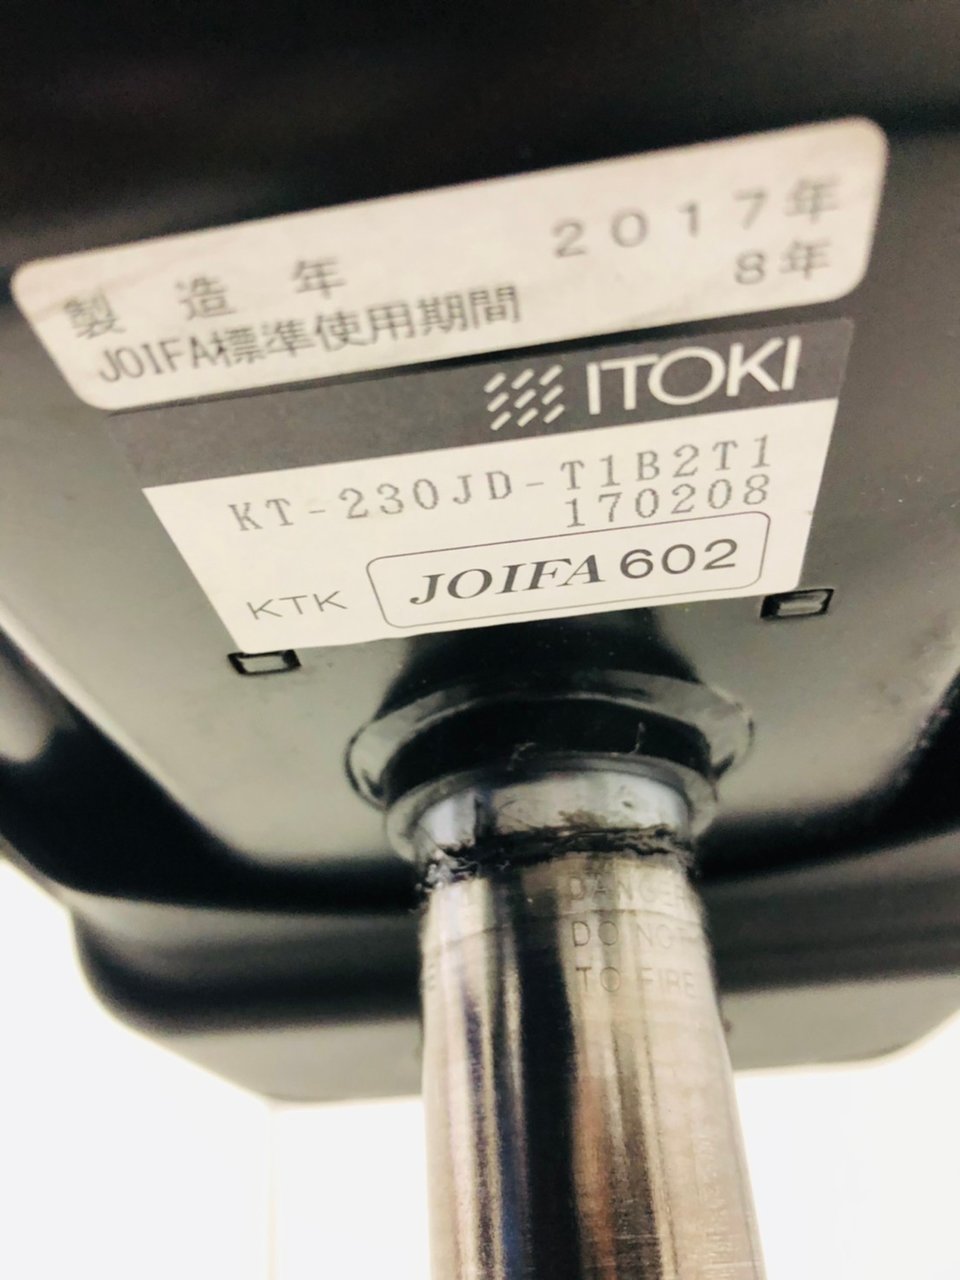 製造年 2017年
JOIFA標準使用期間 8年
ITOKI
KT-230JD-T1B2T1
170208
KTK JOIFA 602
DANGER
DO NOT
TO FIRE